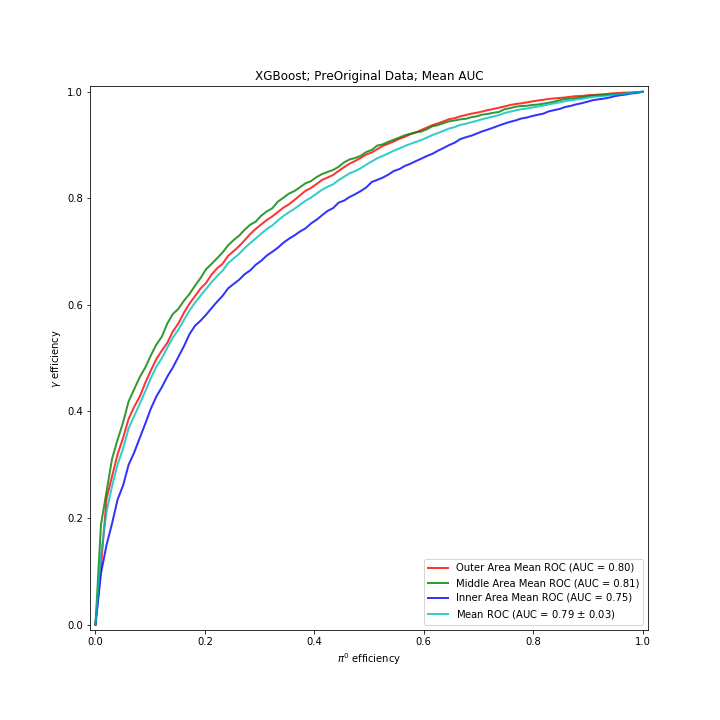 XGBoost; PreOriginal Data; Mean AUC
1.0
0.8
0.6
0.4
0.2
0.0
γ efficiency
Outer Area Mean ROC (AUC = 0.80)
Middle Area Mean ROC (AUC = 0.81)
Inner Area Mean ROC (AUC = 0.75)
Mean ROC (AUC = 0.79 ± 0.03)
0.0 0.2 0.4 0.6 0.8 1.0
π⁰ efficiency